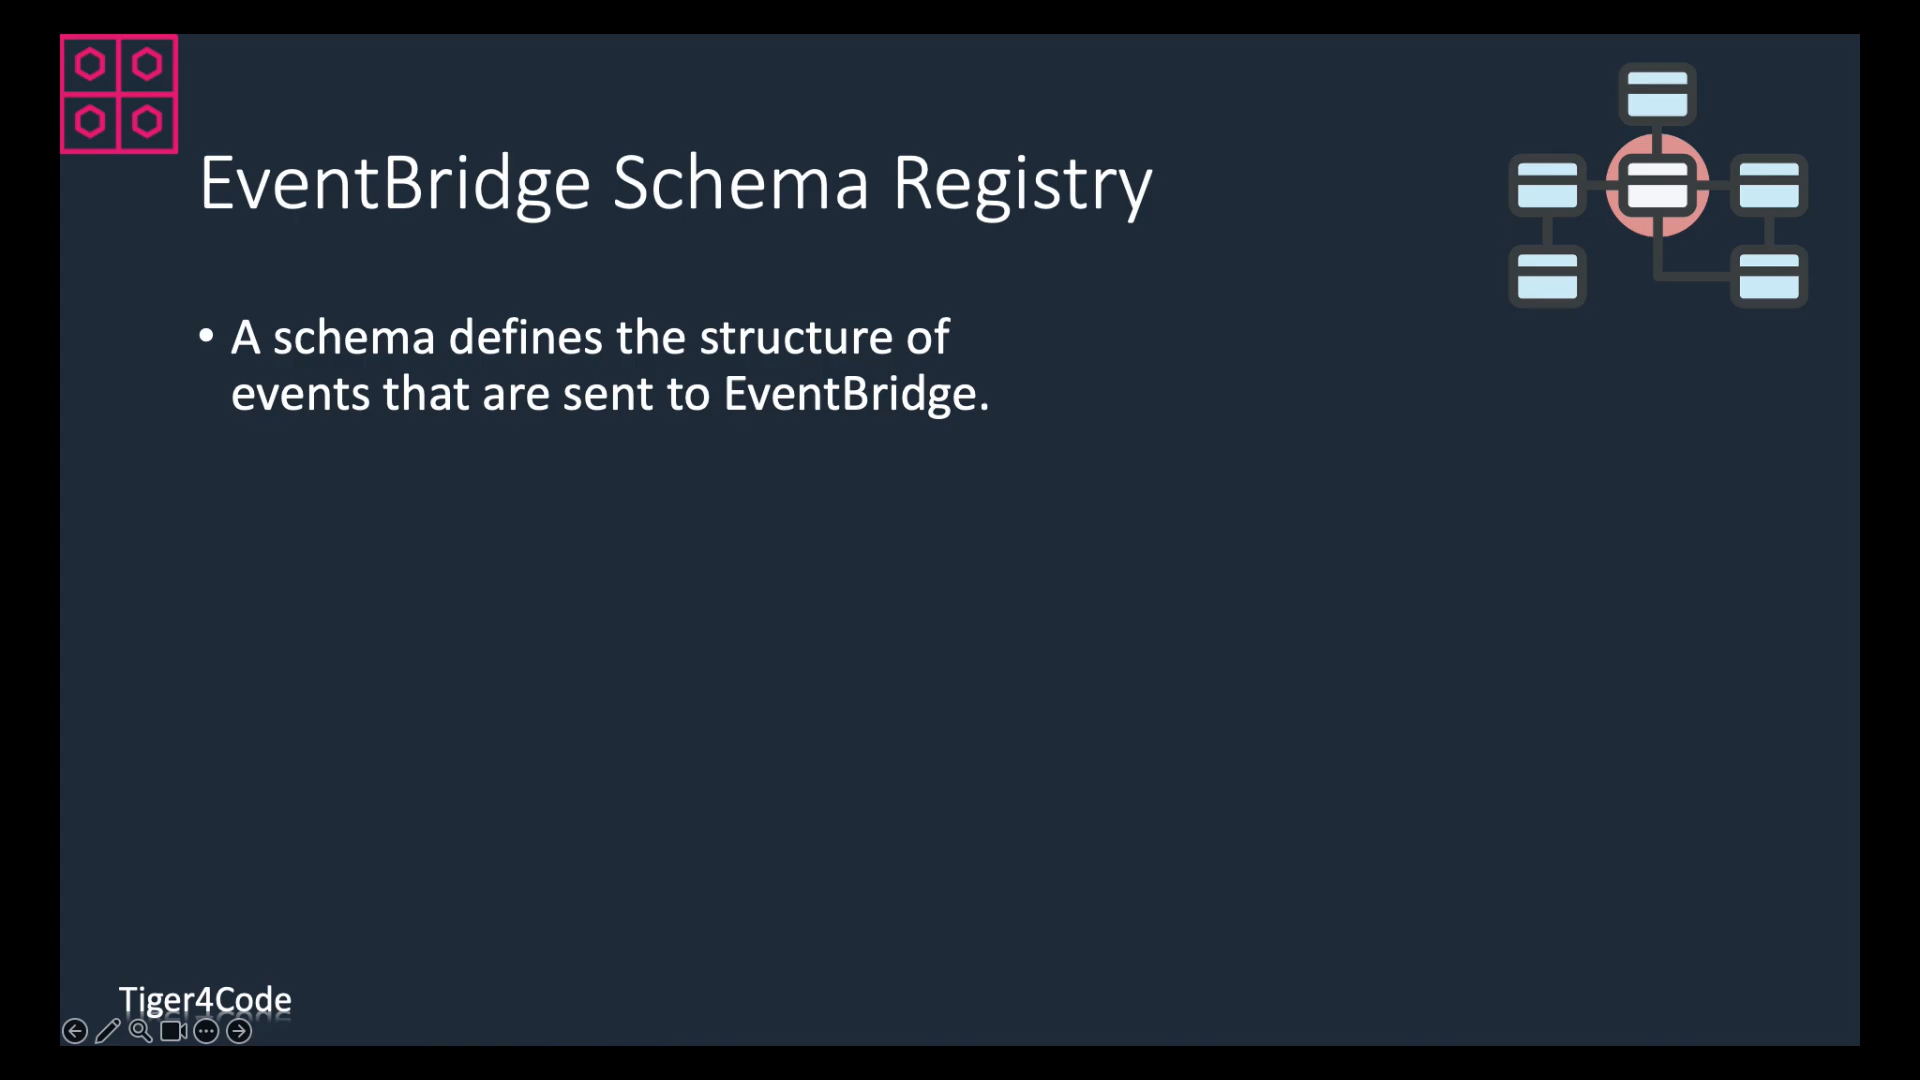 EventBridge Schema Registry
• A schema defines the structure of
events that are sent to EventBridge.
Tiger4Code